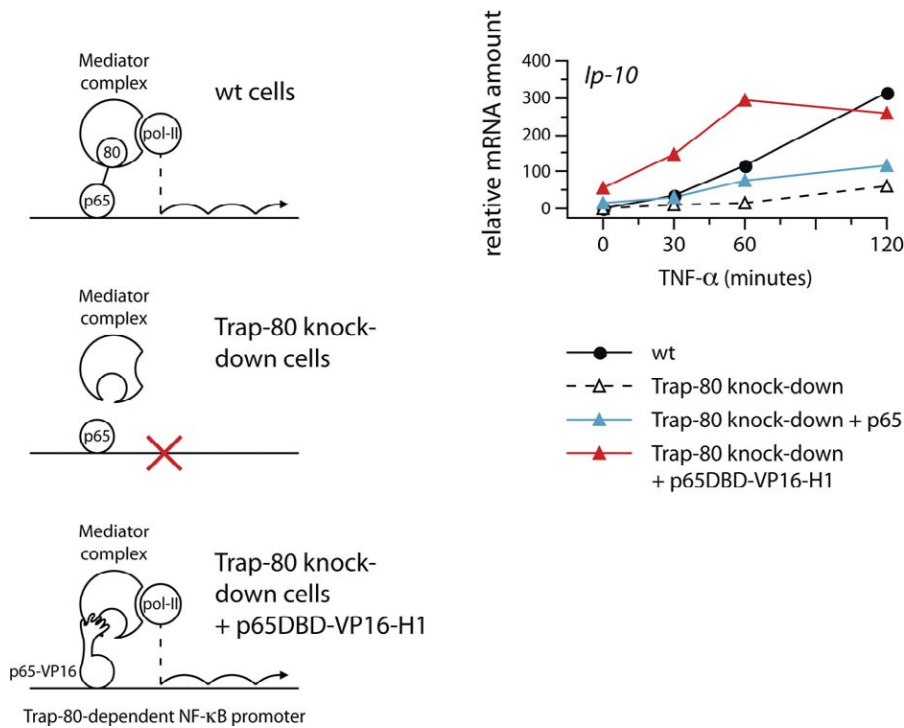 Mediator
complex
wt cells
80
pol-II
p65
Mediator
complex
Trap-80 knock-
down cells
p65
Mediator
complex
Trap-80 knock-
down cells
+ p65DBD-VP16-H1
pol-II
p65-VP16
Trap-80-dependent NF-κB promoter
relative mRNA amount
Ip-10
400
300
200
100
0
0 30 60 120
TNF-α (minutes)
wt
Trap-80 knock-down
Trap-80 knock-down + p65
Trap-80 knock-down
+ p65DBD-VP16-H1